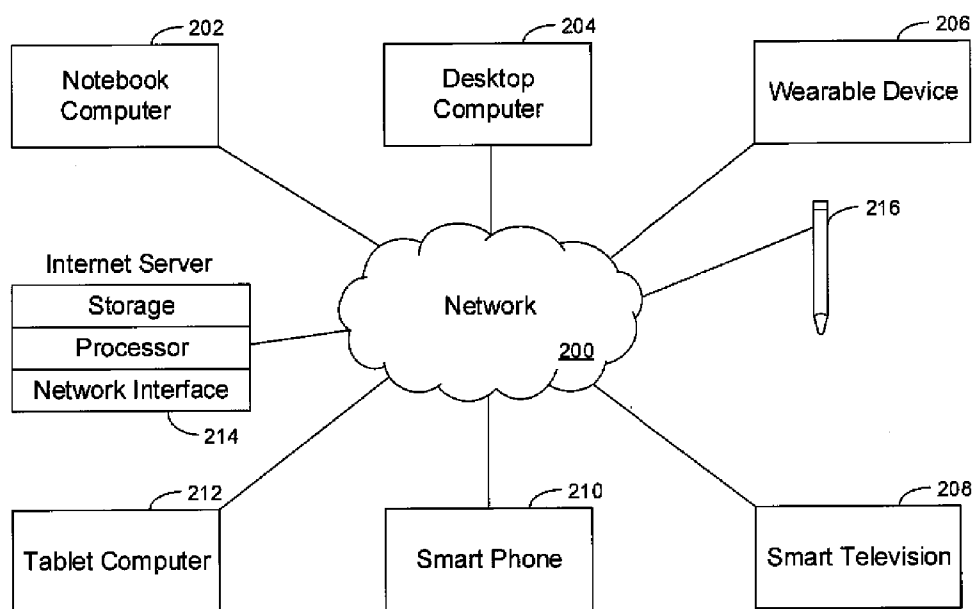 202
Notebook
Computer
204
Desktop
Computer
206
Wearable Device
216
Internet Server
Storage
Processor
Network Interface
214
Network
200
212
Tablet Computer
210
Smart Phone
208
Smart Television